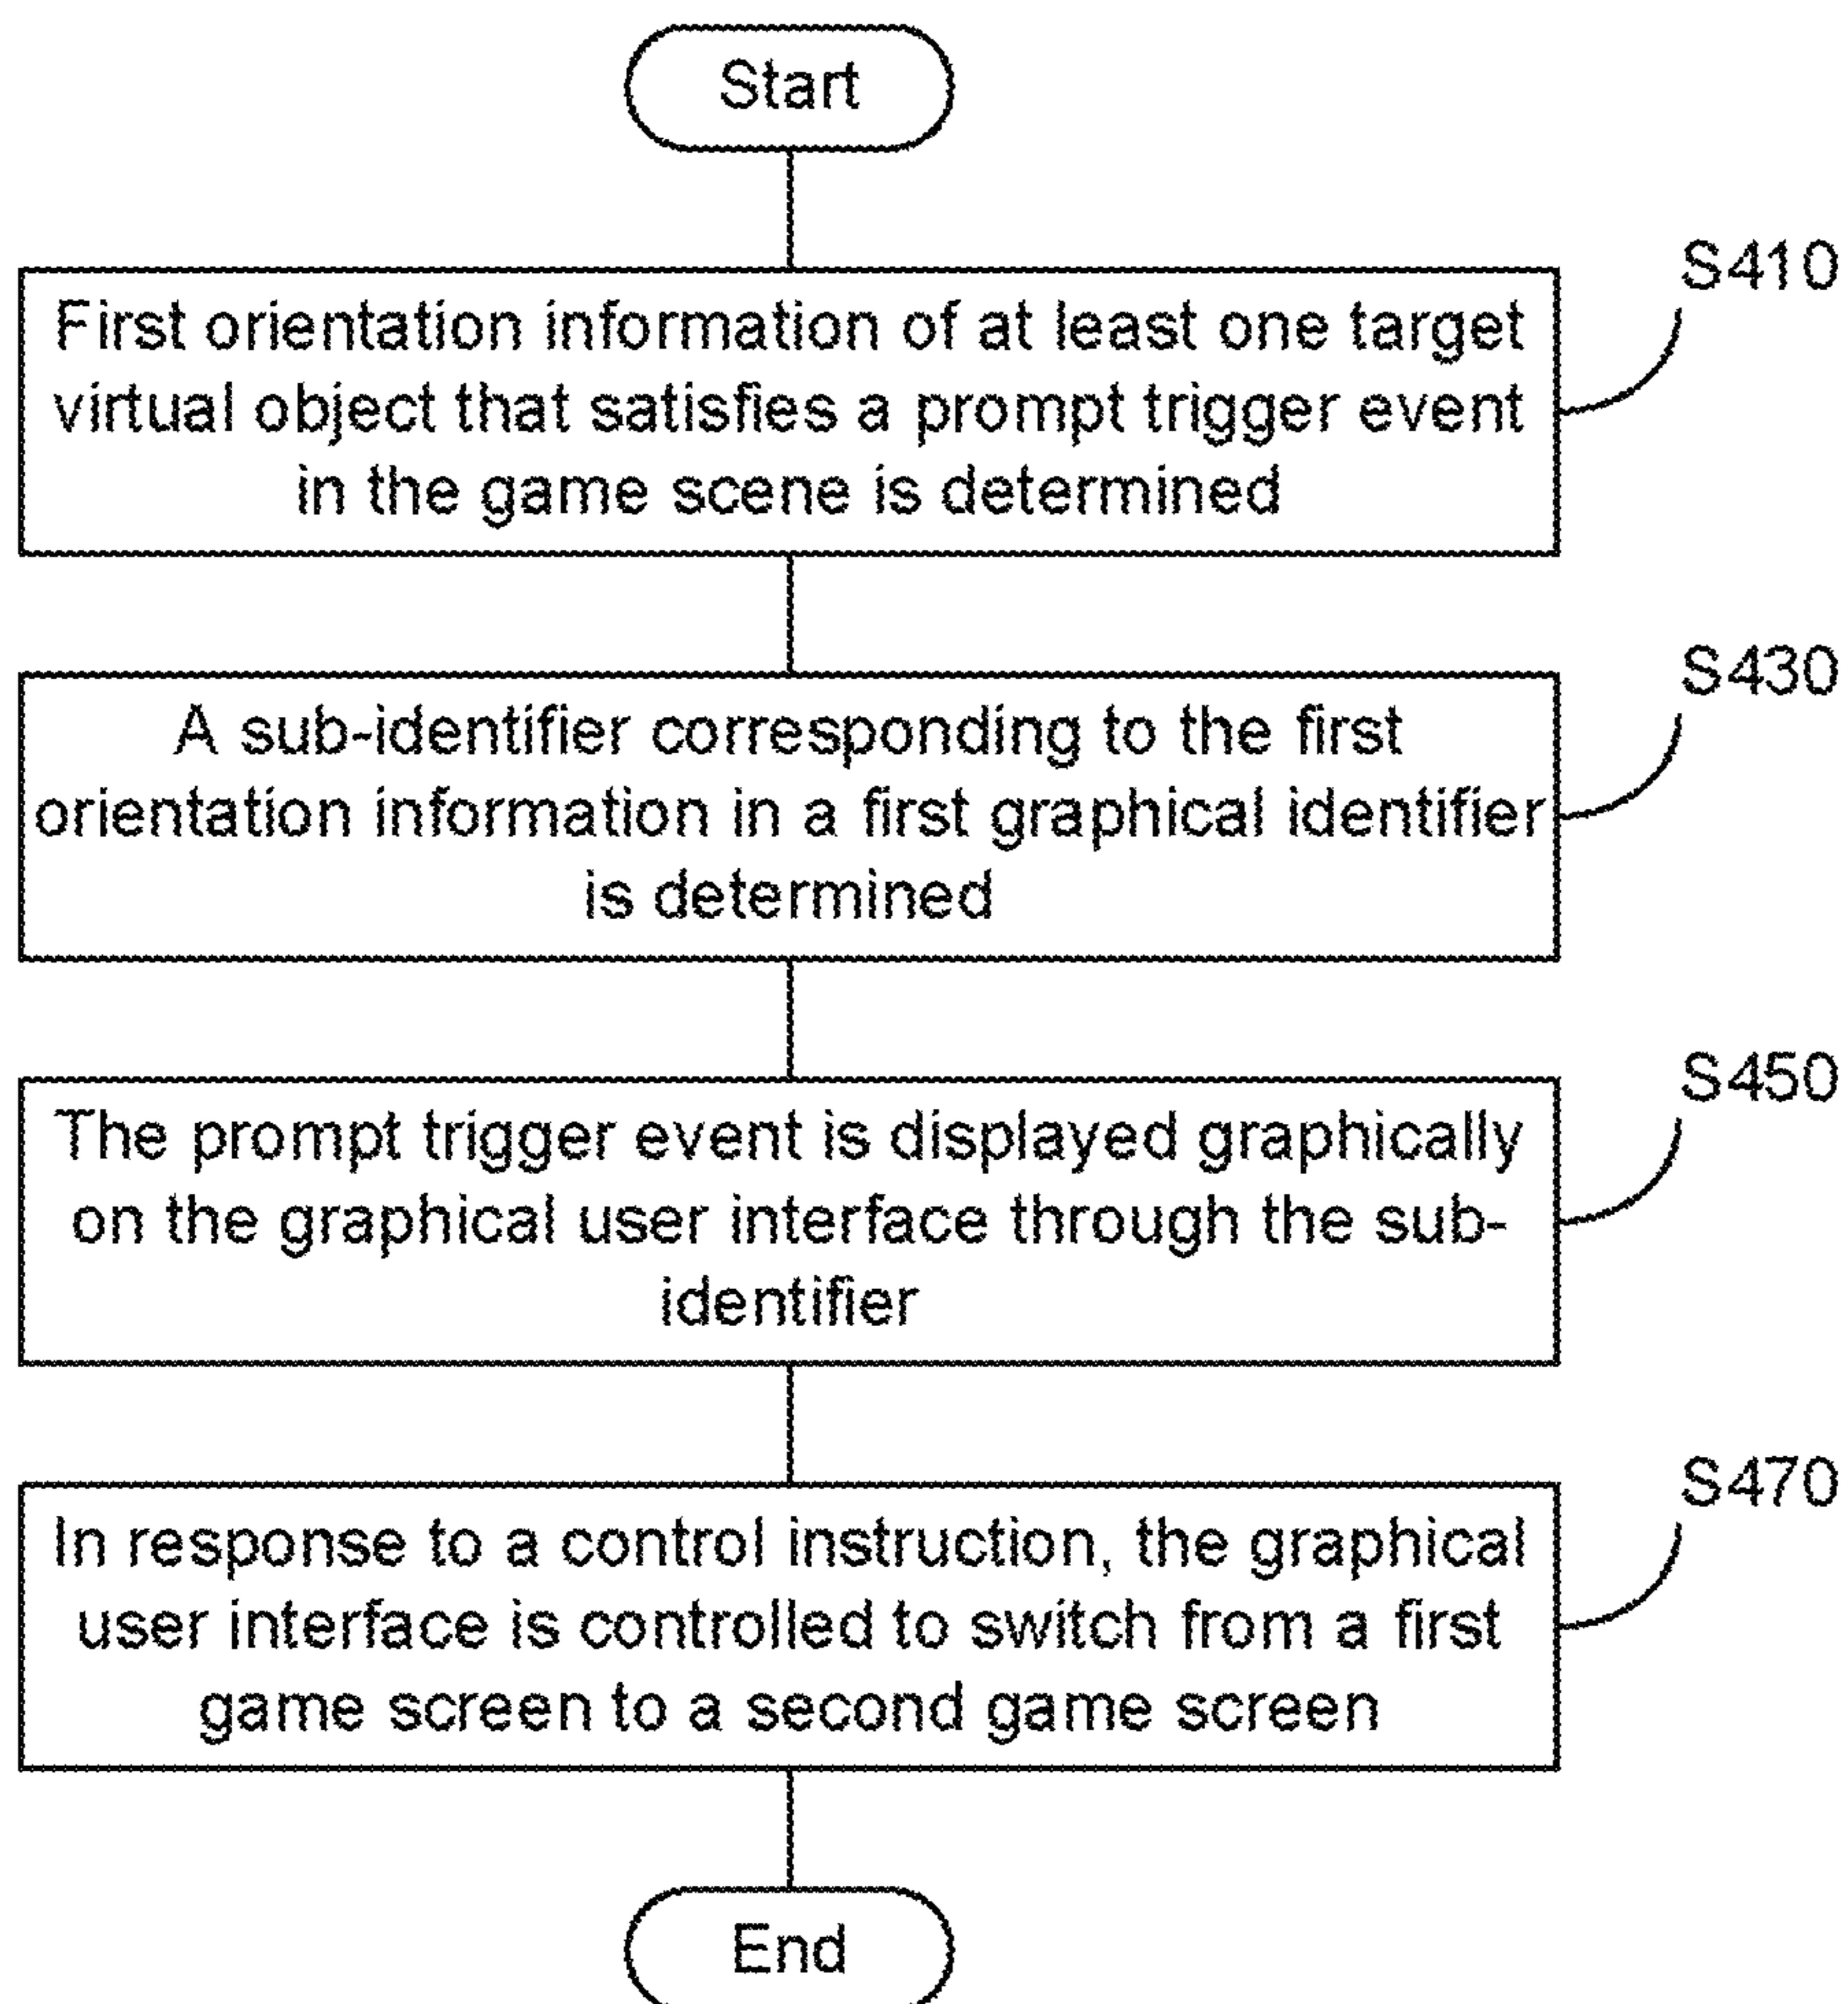 Start
S410
First orientation information of at least one target
virtual object that satisfies a prompt trigger event
in the game scene is determined
S430
A sub-identifier corresponding to the first
orientation information in a first graphical identifier
is determined
S450
The prompt trigger event is displayed graphically
on the graphical user interface through the sub-
identifier
S470
In response to a control instruction, the graphical
user interface is controlled to switch from a first
game screen to a second game screen
End